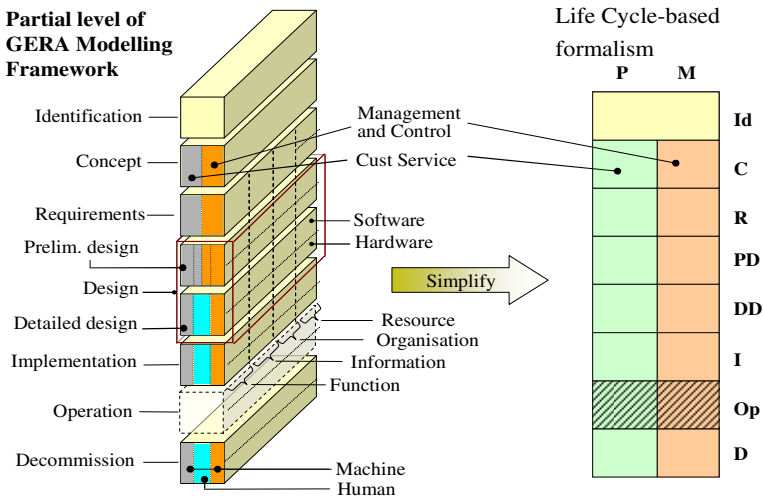 Partial level of
GERA Modelling
Framework
Life Cycle-based
formalism
P M
Identification
Concept
Requirements
Prelim. design
Design
Detailed design
Implementation
Operation
Decommission
Management
and Control
Cust Service
Software
Hardware
Simplify
Resource
Organisation
Information
Function
Machine
Human
Id
C
R
PD
DD
I
Op
D